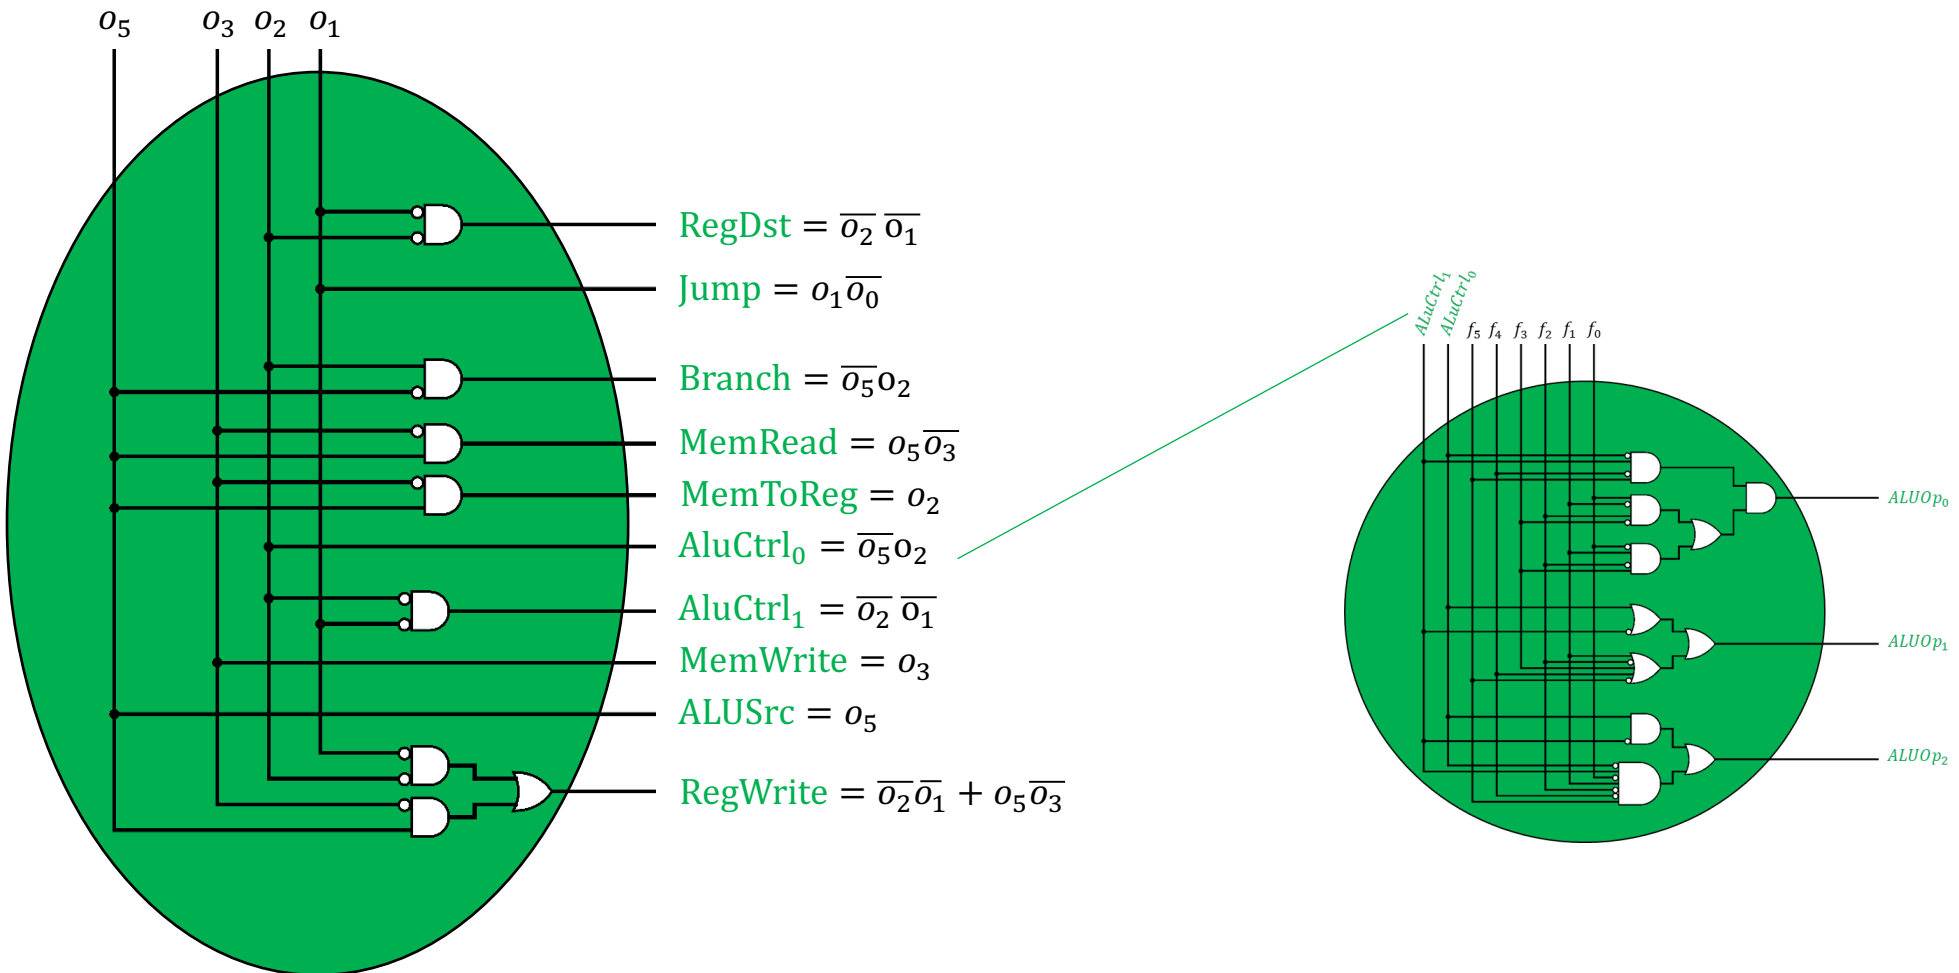 o₅ o₃ o₂ o₁
RegDst = o̅₂ o̅₁
Jump = o₁o̅₀
Branch = o̅₅o₂
MemRead = o₅o̅₃
MemToReg = o₂
AluCtrl₀ = o̅₅o₂
AluCtrl₁ = o̅₂ o̅₁
MemWrite = o₃
ALUSrc = o₅
RegWrite = o̅₂o̅₁ + o₅o̅₃
ALuCtrl₁ ALuCtrl₀
f₅ f₄ f₃ f₂ f₁ f₀
ALUOp₀
ALUOp₁
ALUOp₂